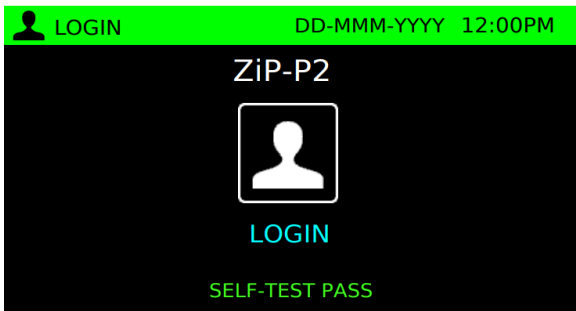 LOGIN DD-MMM-YYYY 12:00PM
ZiP-P2
LOGIN
SELF-TEST PASS